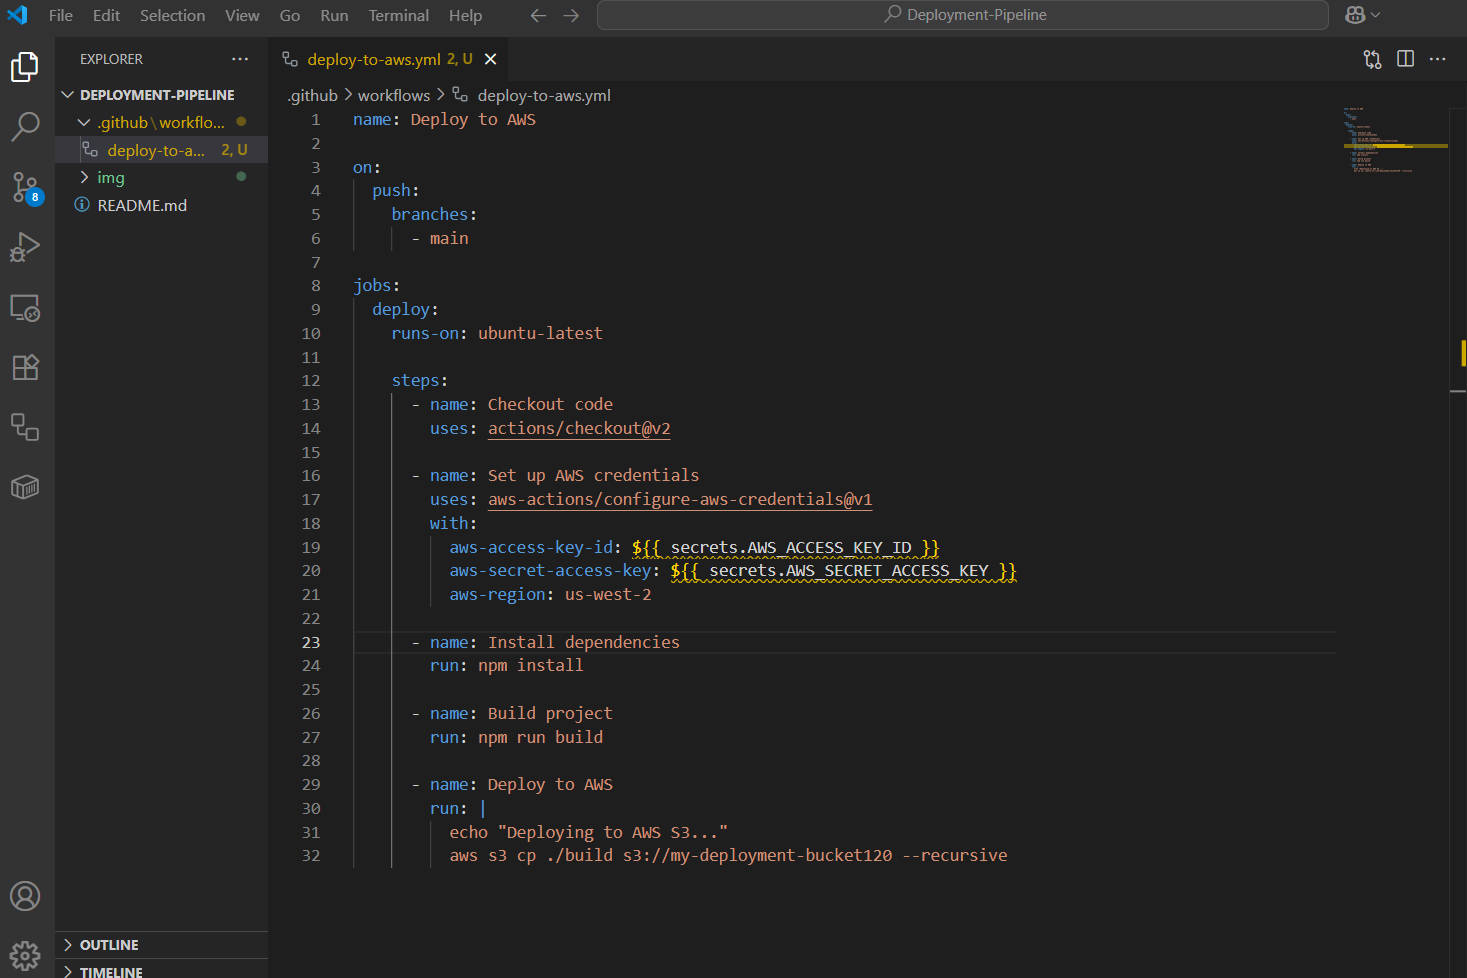 File Edit Selection View Go Run Terminal Help
Deployment-Pipeline
EXPLORER
deploy-to-aws.yml 2, U
DEPLOYMENT-PIPELINE
.github\workflo...
deploy-to-a... 2, U
img
README.md
8
.github > workflows > deploy-to-aws.yml
1 name: Deploy to AWS
2
3 on:
4 push:
5 branches:
6 - main
7
8 jobs:
9 deploy:
10 runs-on: ubuntu-latest
11
12 steps:
13 - name: Checkout code
14 uses: actions/checkout@v2
15
16 - name: Set up AWS credentials
17 uses: aws-actions/configure-aws-credentials@v1
18 with:
19 aws-access-key-id: ${{ secrets.AWS_ACCESS_KEY_ID }}
20 aws-secret-access-key: ${{ secrets.AWS_SECRET_ACCESS_KEY }}
21 aws-region: us-west-2
22
23 - name: Install dependencies
24 run: npm install
25
26 - name: Build project
27 run: npm run build
28
29 - name: Deploy to AWS
30 run: |
31 echo "Deploying to AWS S3..."
32 aws s3 cp ./build s3://my-deployment-bucket120 --recursive
OUTLINE
TIMELINE